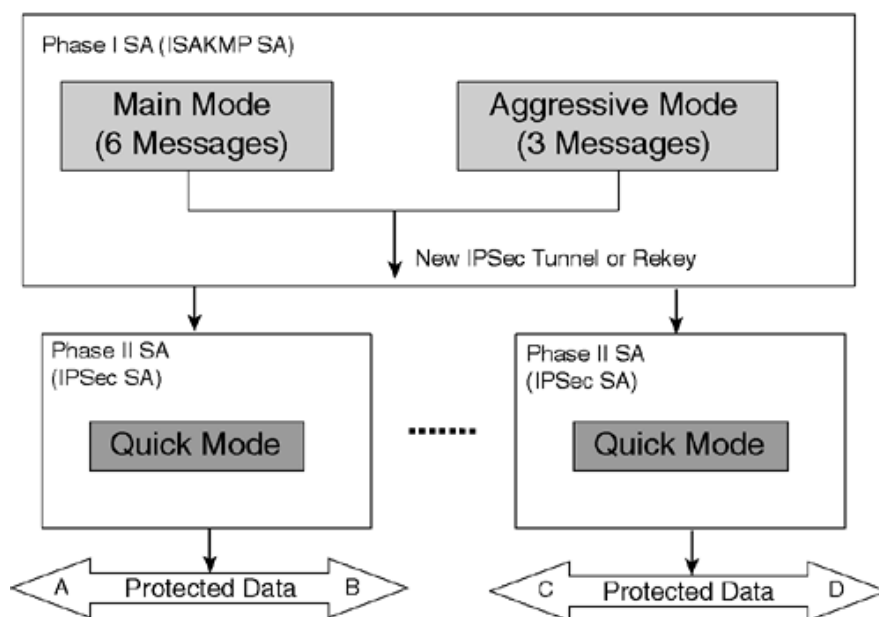 Phase I SA (ISAKMP SA)
Main Mode
(6 Messages)
Aggressive Mode
(3 Messages)
New IPSec Tunnel or Rekey
Phase II SA
(IPSec SA)
Quick Mode
Phase II SA
(IPSec SA)
Quick Mode
A Protected Data B
C Protected Data D